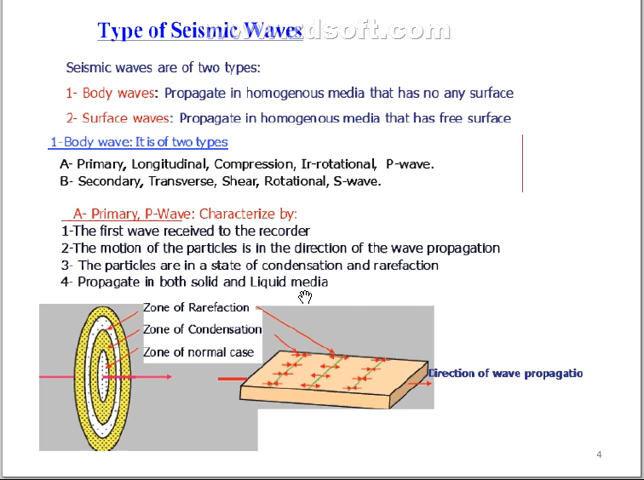 Type of Seismic Waves
Seismic waves are of two types:
1- Body waves: Propagate in homogenous media that has no any surface
2- Surface waves: Propagate in homogenous media that has free surface
1-Body wave: It is of two types
A- Primary, Longitudinal, Compression, Ir-rotational, P-wave.
B- Secondary, Transverse, Shear, Rotational, S-wave.
A- Primary, P-Wave: Characterize by:
1-The first wave received to the recorder
2-The motion of the particles is in the direction of the wave propagation
3- The particles are in a state of condensation and rarefaction
4- Propagate in both solid and Liquid media
Zone of Rarefaction
Zone of Condensation
Zone of normal case
Direction of wave propagatio
4